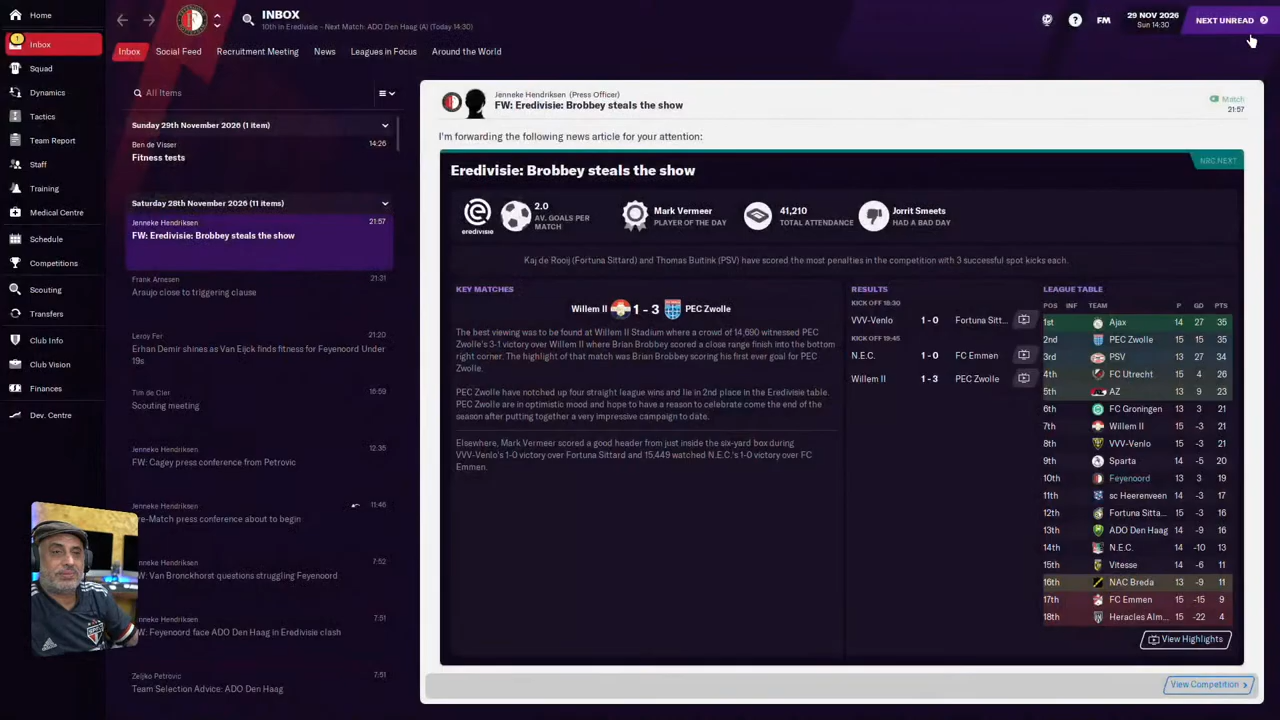 Home
INBOX
10th in Eredivisie - Next Match: ADO Den Haag (A) (Today 14:30)
FM
29 NOV 2026
Sun 14:30
NEXT UNREAD
1
Inbox
Squad
Dynamics
Tactics
Team Report
Staff
Training
Medical Centre
Schedule
Competitions
Scouting
Transfers
Club Info
Club Vision
Finances
Dev. Centre
Inbox
Social Feed
Recruitment Meeting
News
Leagues in Focus
Around the World
All Items
Sunday 29th November 2026 (1 item)
Ben de Visser 14:26
Fitness tests
Saturday 28th November 2026 (11 items)
Jenneke Hendriksen 21:57
FW: Eredivisie: Brobbey steals the show
Frank Arnesen 21:31
Araujo close to triggering clause
Leroy Fer 21:20
Erhan Demir shines as Van Eijck finds fitness for Feyenoord Under 19s
Tim de Cler 16:59
Scouting meeting
Jenneke Hendriksen 12:35
FW: Cagey press conference from Petrovic
Jenneke Hendriksen 11:46
re-Match press conference about to begin
nneke Hendriksen 7:52
W: Van Bronckhorst questions struggling Feyenoord
nneke Hendriksen 7:51
W: Feyenoord face ADO Den Haag in Eredivisie clash
Zeljko Petrovic 7:51
Team Selection Advice: ADO Den Haag
Jenneke Hendriksen (Press Officer)
FW: Eredivisie: Brobbey steals the show
Match
21:57
I'm forwarding the following news article for your attention:
Eredivisie: Brobbey steals the show
NRC NEXT
eredivisie
2.0
AV. GOALS PER MATCH
Mark Vermeer
PLAYER OF THE DAY
41,210
TOTAL ATTENDANCE
Jorrit Smeets
HAD A BAD DAY
Kaj de Rooij (Fortuna Sittard) and Thomas Buitink (PSV) have scored the most penalties in the competition with 3 successful spot kicks each.
KEY MATCHES
Willem II 1 - 3 PEC Zwolle
The best viewing was to be found at Willem II Stadium where a crowd of 14,690 witnessed PEC
Zwolle's 3-1 victory over Willem II where Brian Brobbey scored a close range finish into the bottom
right corner. The highlight of that match was Brian Brobbey scoring his first ever goal for PEC
Zwolle.
PEC Zwolle have notched up four straight league wins and lie in 2nd place in the Eredivisie table.
PEC Zwolle are in optimistic mood and hope to have a reason to celebrate come the end of the
season after putting together a very impressive campaign to date.
Elsewhere, Mark Vermeer scored a good header from just inside the six-yard box during
VVV-Venlo's 1-0 victory over Fortuna Sittard and 15,449 watched N.E.C.'s 1-0 victory over FC
Emmen.
RESULTS
KICK OFF 18:30
VVV-Venlo 1 - 0 Fortuna Sitt...
KICK OFF 19:45
N.E.C. 1 - 0 FC Emmen
Willem II 1 - 3 PEC Zwolle
LEAGUE TABLE
POS INF TEAM P GD PTS
1st Ajax 14 27 35
2nd PEC Zwolle 15 15 35
3rd PSV 13 27 34
4th FC Utrecht 15 4 26
5th AZ 13 9 23
6th FC Groningen 13 3 21
7th Willem II 15 -3 21
8th VVV-Venlo 15 -3 21
9th Sparta 14 -5 20
10th Feyenoord 13 3 19
11th sc Heerenveen 14 -3 17
12th Fortuna Sitta... 15 -3 16
13th ADO Den Haag 14 -9 16
14th N.E.C. 14 -10 13
15th Vitesse 14 -6 11
16th NAC Breda 13 -9 11
17th FC Emmen 15 -15 9
18th Heracles Alm... 15 -22 4
View Highlights
View Competition